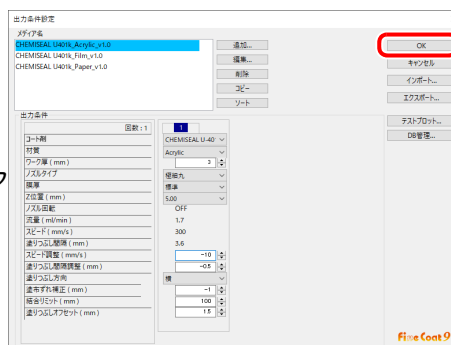 出力条件設定
メディア名
CHEMISEAL U401k_Acrylic_v1.0
CHEMISEAL U401k_Film_v1.0
CHEMISEAL U401k_Paper_v1.0
追加...
編集...
削除
コピー
ソート
OK
キャンセル
インポート...
エクスポート...
テストプロット...
DB管理...
出力条件
回数：1
1
コート剤 CHEMISEAL U-40
材質 Acrylic
ワーク厚（mm） 3
ノズルタイプ 極細丸
膜厚 標準
Z位置（mm） 5.00
ノズル回転 OFF
流量（ml/min） 1.7
スピード（mm/s） 300
塗りつぶし間隔（mm） 3.6
スピード調整（mm/s） -10
塗りつぶし間隔調整（mm） -0.5
塗りつぶし方向 横
塗布ずれ補正（mm） -1
結合リミット（mm） 100
塗りつぶしオフセット（mm） 1.5
Fine Coat 9